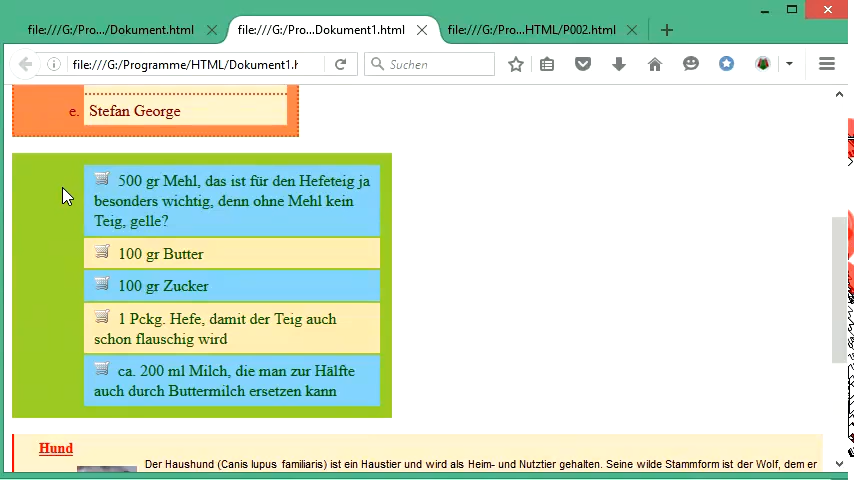 file:///G:/Pro.../Dokument.html
file:///G:/Pro...Dokument1.html
file:///G:/Pro...HTML/P002.html
file:///G:/Programme/HTML/Dokument1.h
Suchen
e. Stefan George
500 gr Mehl, das ist für den Hefeteig ja
besonders wichtig, denn ohne Mehl kein
Teig, gelle?
100 gr Butter
100 gr Zucker
1 Pckg. Hefe, damit der Teig auch
schon flauschig wird
ca. 200 ml Milch, die man zur Hälfte
auch durch Buttermilch ersetzen kann
Hund
Der Haushund (Canis lupus familiaris) ist ein Haustier und wird als Heim- und Nutztier gehalten. Seine wilde Stammform ist der Wolf, dem er